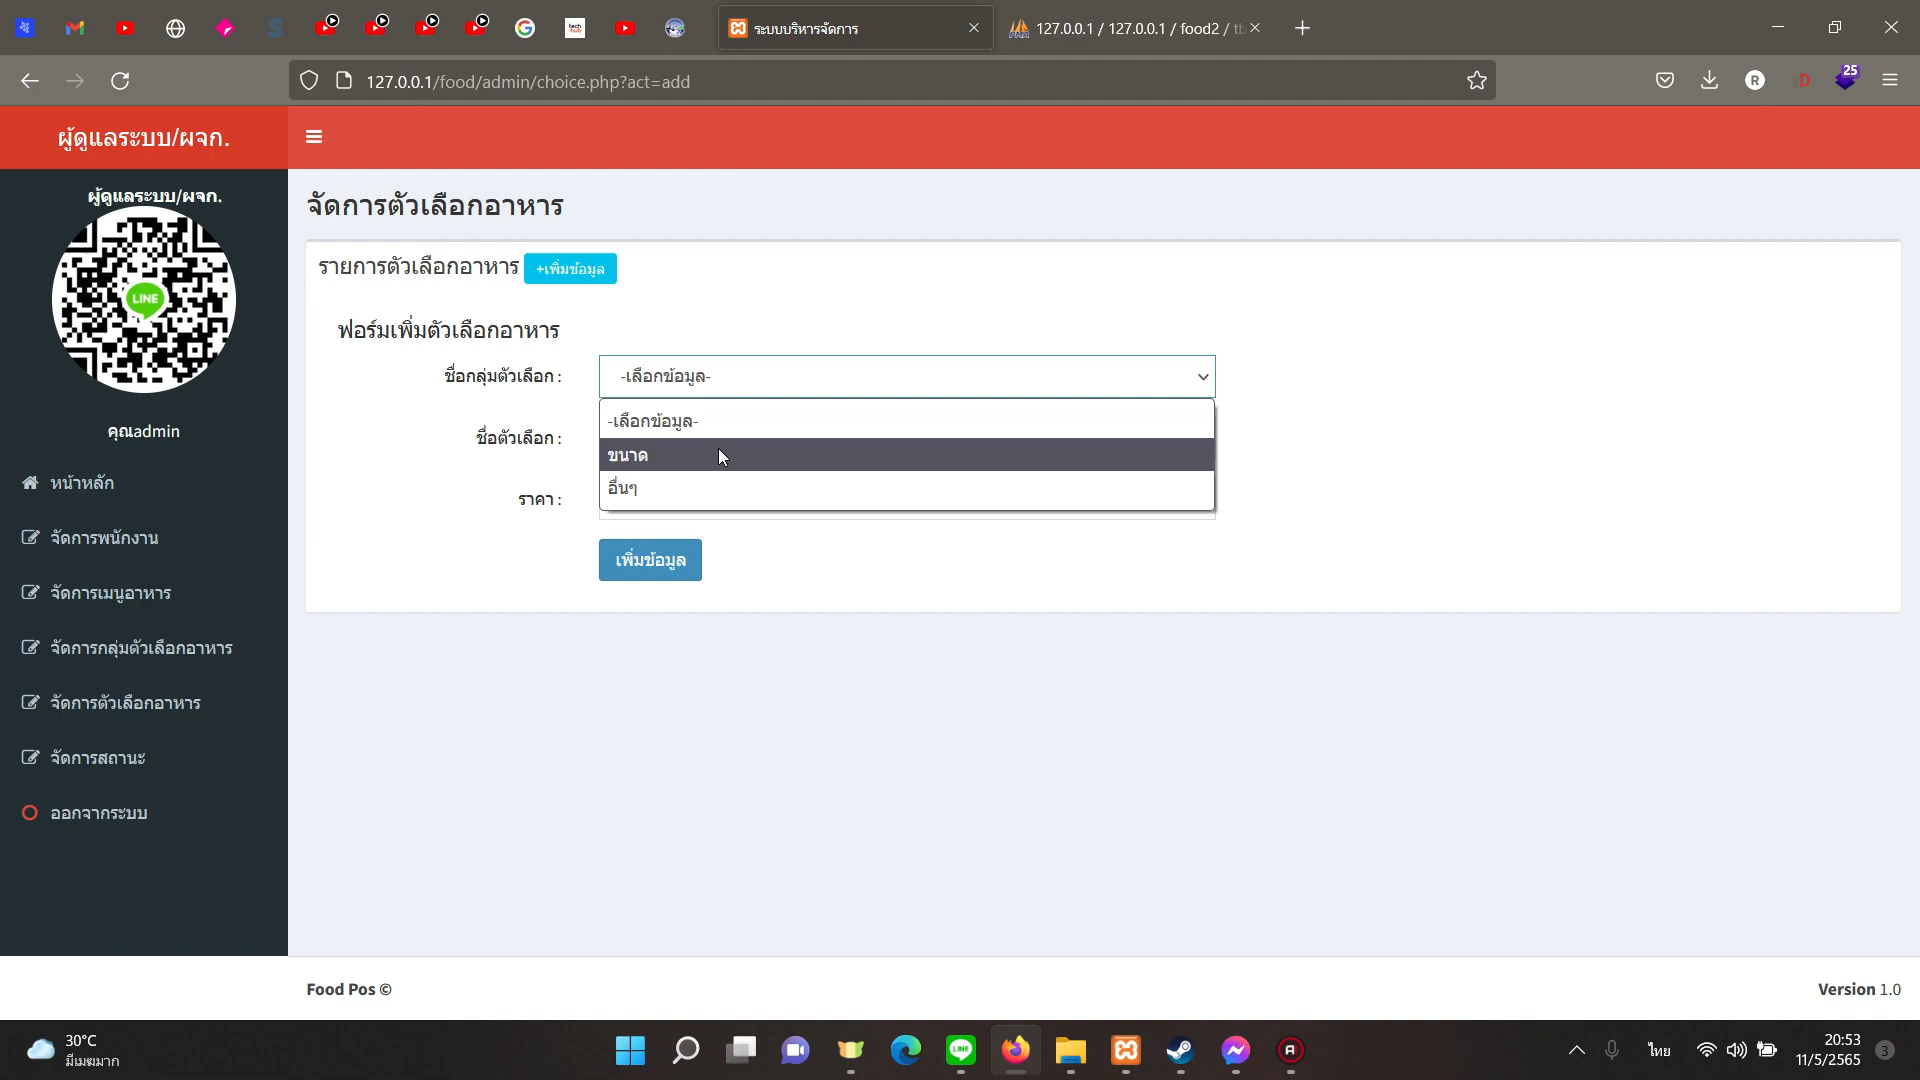 ระบบบริหารจัดการ
127.0.0.1 / 127.0.0.1 / food2 / tb
127.0.0.1/food/admin/choice.php?act=add
25
ผู้ดูแลระบบ/ผจก.
ผู้ดูแลระบบ/ผจก.
LINE
คุณadmin
หน้าหลัก
จัดการพนักงาน
จัดการเมนูอาหาร
จัดการกลุ่มตัวเลือกอาหาร
จัดการตัวเลือกอาหาร
จัดการสถานะ
ออกจากระบบ
จัดการตัวเลือกอาหาร
รายการตัวเลือกอาหาร +เพิ่มข้อมูล
ฟอร์มเพิ่มตัวเลือกอาหาร
ชื่อกลุ่มตัวเลือก : -เลือกข้อมูล-
-เลือกข้อมูล-
ชื่อตัวเลือก :
ขนาด
อื่นๆ
ราคา :
เพิ่มข้อมูล
Food Pos ©
Version 1.0
30°C
มีเมฆมาก
ไทย
20:53
11/5/2565
3